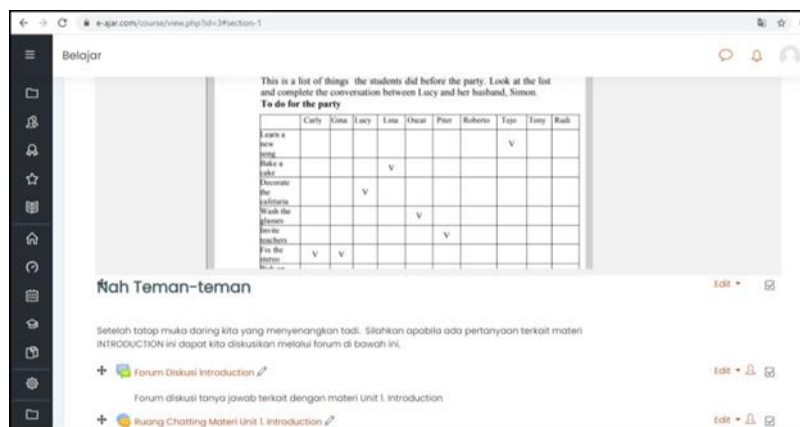 e-ajar.com/course/view.php?id=3#section-1
Belajar
This is a list of things the students did before the party. Look at the list
and complete the conversation between Lucy and her husband, Simon.
To do for the party
Carly Gina Lucy Lina Oscar Piter Roberto Tejo Tony Rudi
Learn a
new
song V
Bake a
cake V
Decorate
the
cafetaria V
Wash the
glasses V
Invite
teachers V
Fix the
stereo V V
Nah Teman-teman
Edit
Setelah tatap muka daring kita yang menyenangkan tadi. Silahkan apabila ada pertanyaan terkait materi
INTRODUCTION ini dapat kita diskusikan melalui forum di bawah ini.
Forum Diskusi Introduction
Edit
Forum diskusi tanya jawab terkait dengan materi Unit 1. Introduction
Ruang Chatting Materi Unit 1. Introduction
Edit